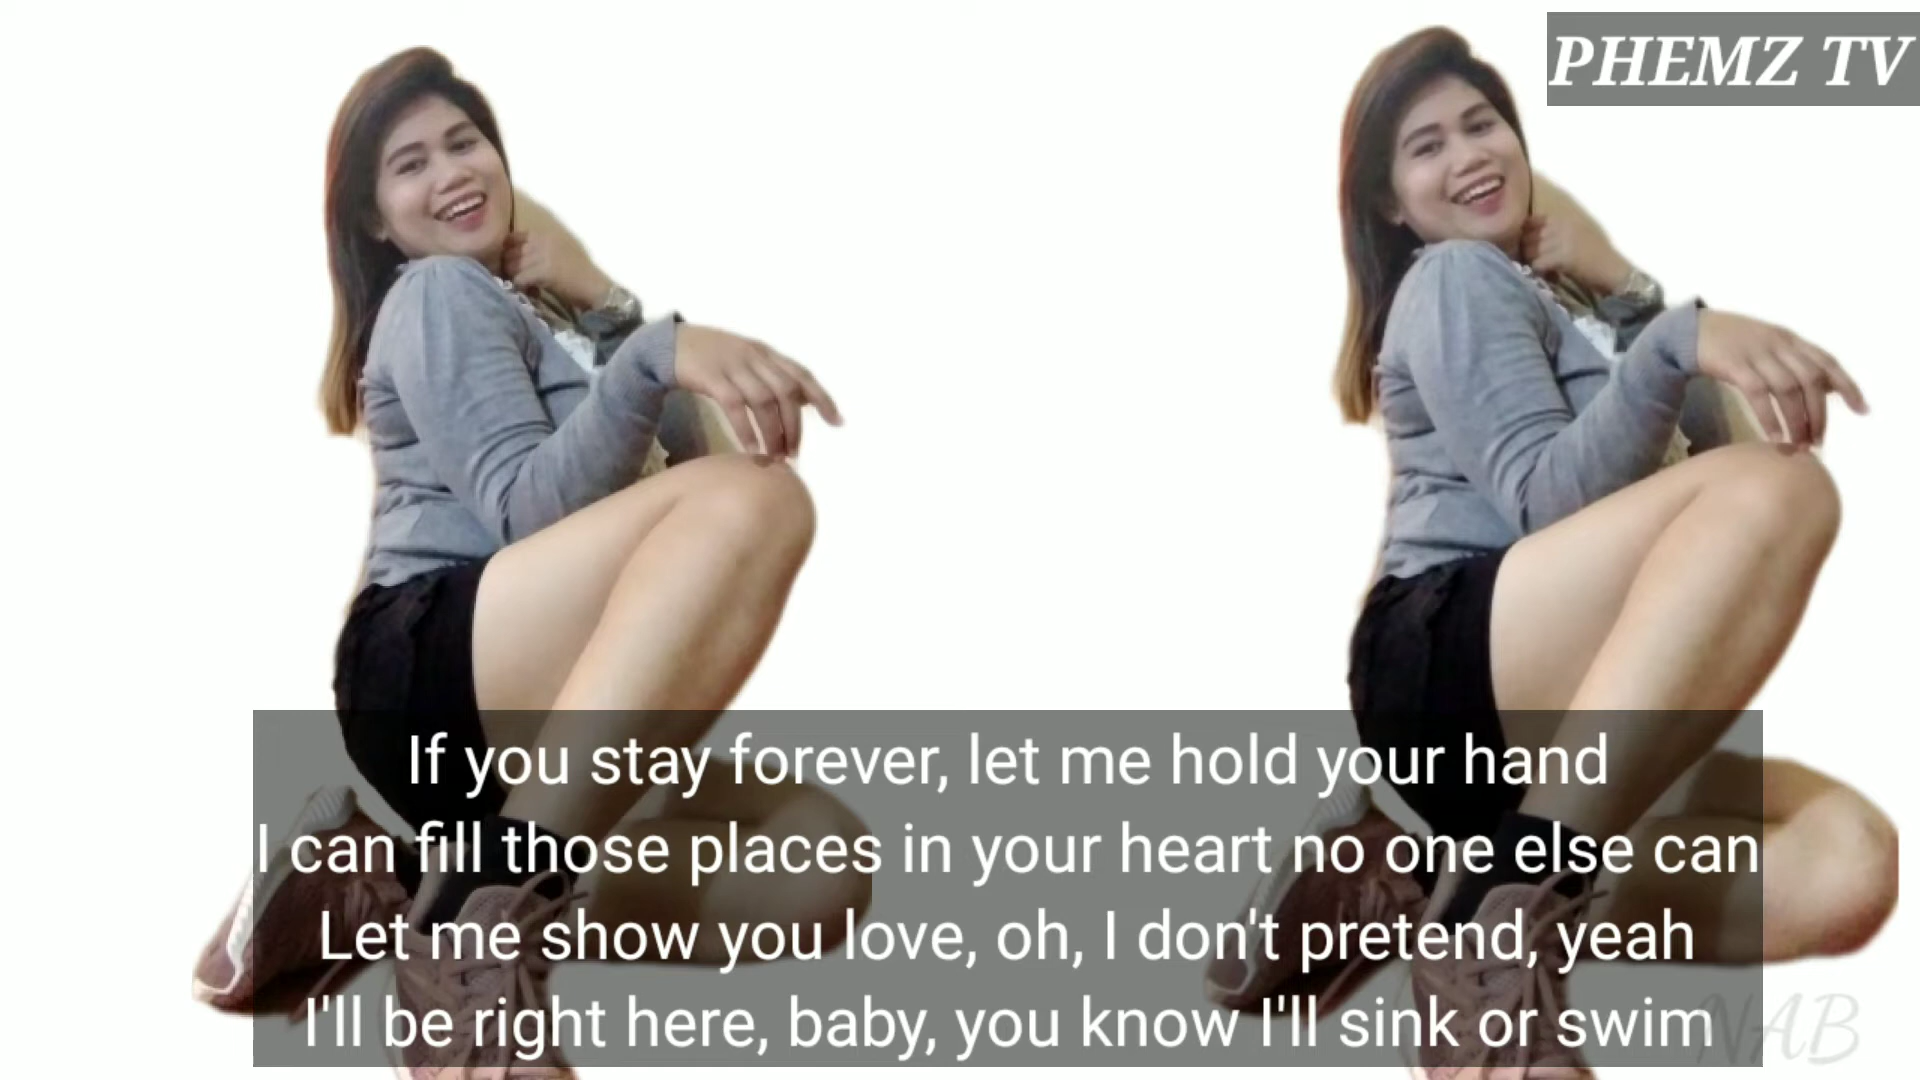 PHEMZ TV
If you stay forever, let me hold your hand
I can fill those places in your heart no one else can
Let me show you love, oh, I don't pretend, yeah
I'll be right here, baby, you know I'll sink or swim
NAB